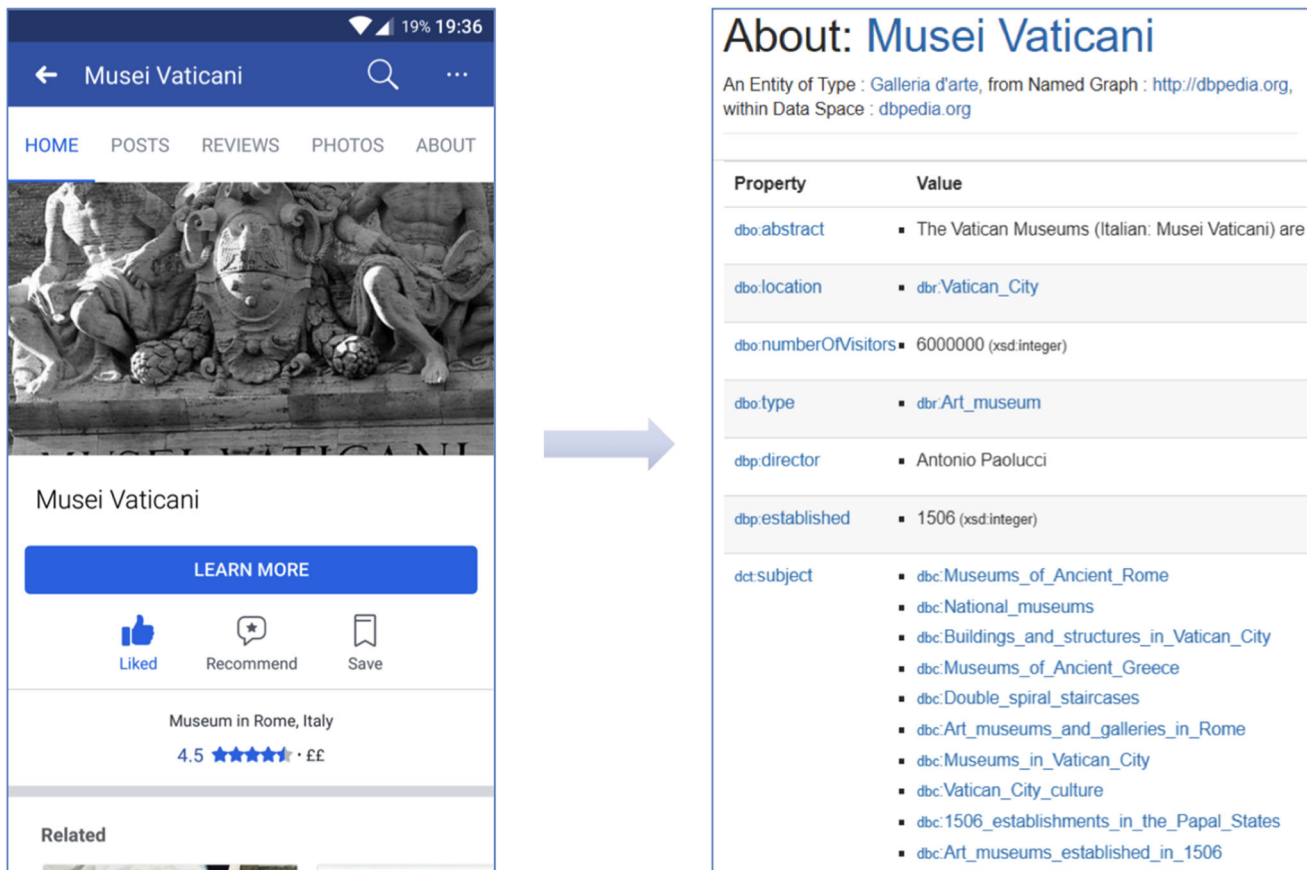 19% 19:36
Musei Vaticani
HOME POSTS REVIEWS PHOTOS ABOUT
MUSEI VATICANI
Musei Vaticani
LEARN MORE
Liked Recommend Save
Museum in Rome, Italy
4.5 · ££
Related
About: Musei Vaticani
An Entity of Type : Galleria d'arte, from Named Graph : http://dbpedia.org,
within Data Space : dbpedia.org
Property Value
dbo:abstract The Vatican Museums (Italian: Musei Vaticani) are
dbo:location dbr:Vatican_City
dbo:numberOfVisitors 6000000 (xsd:integer)
dbo:type dbr:Art_museum
dbp:director Antonio Paolucci
dbp:established 1506 (xsd:integer)
dct:subject dbc:Museums_of_Ancient_Rome
dbc:National_museums
dbc:Buildings_and_structures_in_Vatican_City
dbc:Museums_of_Ancient_Greece
dbc:Double_spiral_staircases
dbc:Art_museums_and_galleries_in_Rome
dbc:Museums_in_Vatican_City
dbc:Vatican_City_culture
dbc:1506_establishments_in_the_Papal_States
dbc:Art_museums_established_in_1506